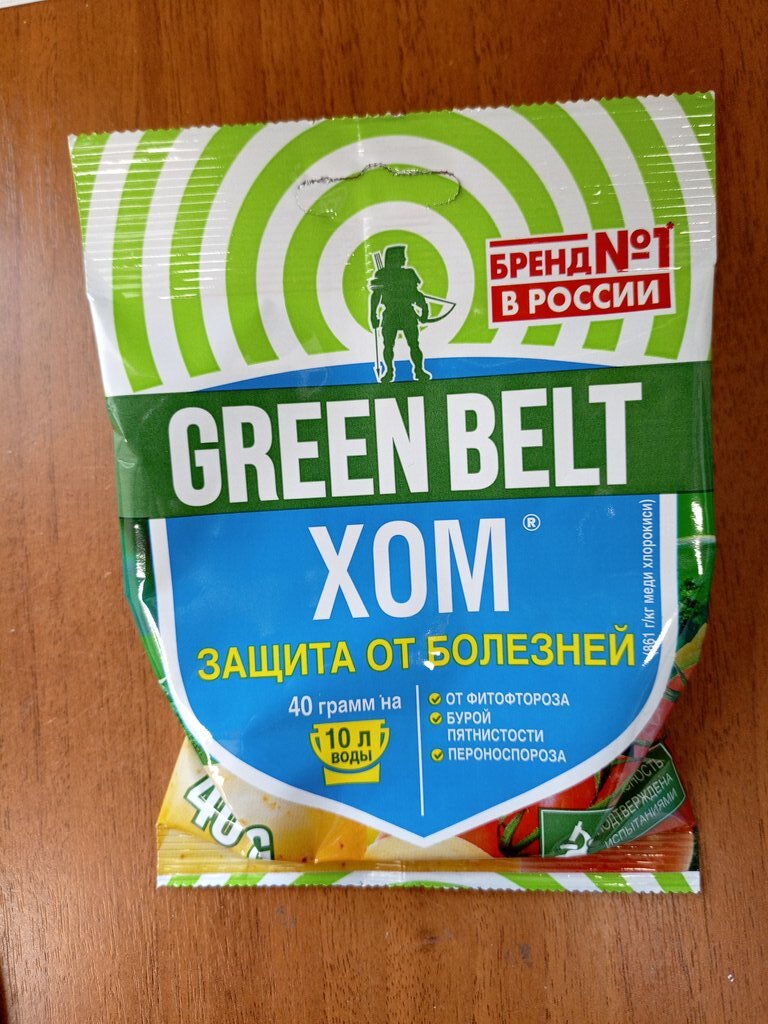 БРЕНД №1*
В РОССИИ
GREEN BELT
ХОМ®
(861 г/кг меди хлорокиси)
ЗАЩИТА ОТ БОЛЕЗНЕЙ
40 грамм на
10 л
ВОДЫ
ОТ ФИТОФТОРОЗА
БУРОЙ
ПЯТНИСТОСТИ
ПЕРОНОСПОРОЗА
40 G
ПОДТВЕРЖДЕНА
ИСПЫТАНИЯМИ